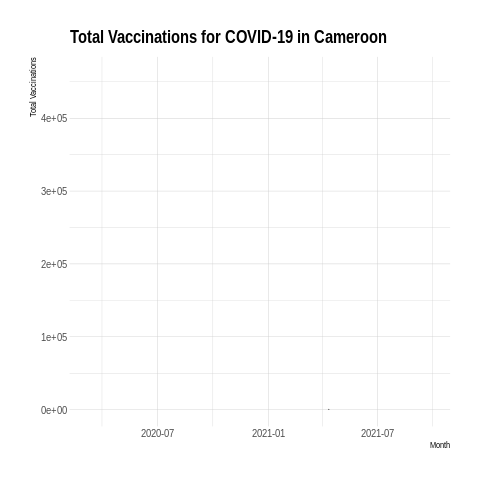 Total Vaccinations for COVID-19 in Cameroon
Total Vaccinations
4e+05
3e+05
2e+05
1e+05
0e+00
2020-07 2021-01 2021-07
Month